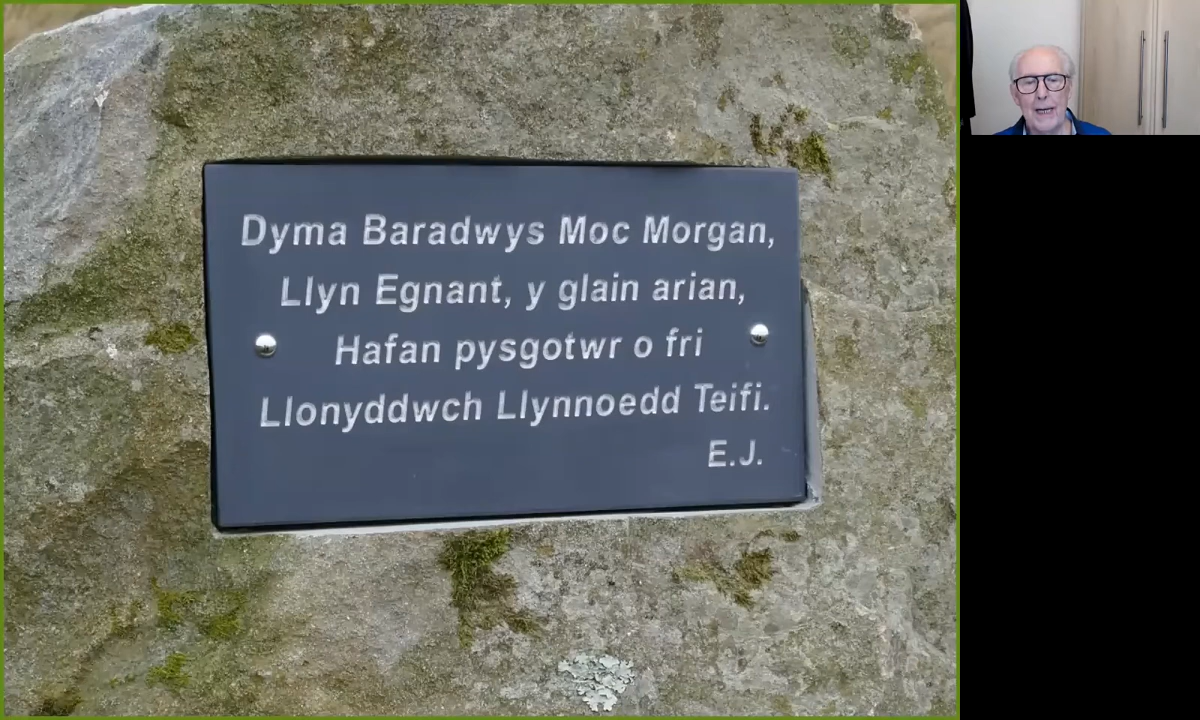 Dyma Baradwys Moc Morgan,
Llyn Egnant, y glain arian,
Hafan pysgotwr o fri
Llonyddwch Llynnoedd Teifi.
E.J.